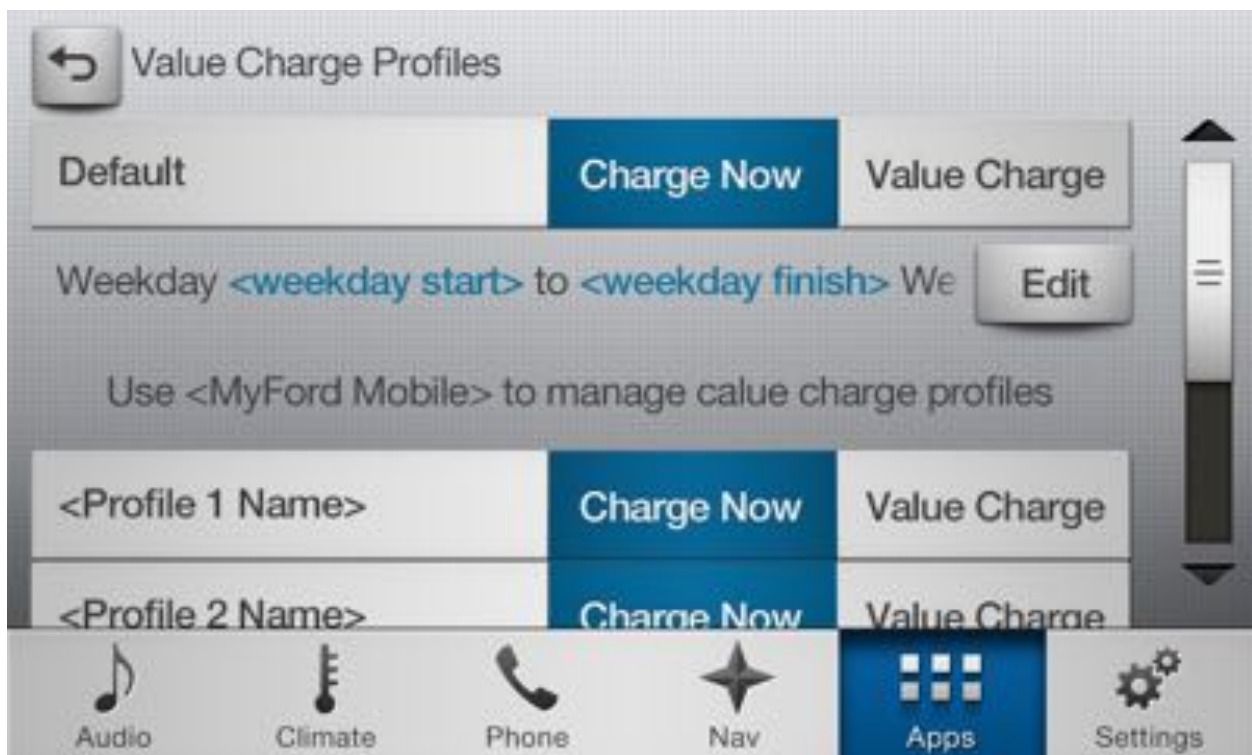 Value Charge Profiles
Default Charge Now Value Charge
Weekday <weekday start> to <weekday finish> We Edit
Use <MyFord Mobile> to manage calue charge profiles
<Profile 1 Name> Charge Now Value Charge
<Profile 2 Name> Charge Now Value Charge
Audio Climate Phone Nav Apps Settings